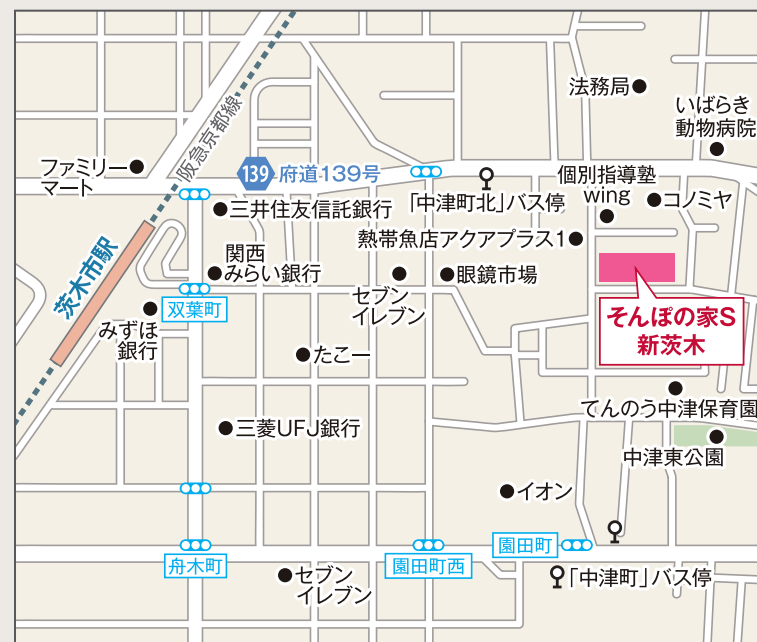 法務局
いばらき
動物病院
阪急京都線
ファミリー
マート
139 府道139号
個別指導塾
wing
コノミヤ
三井住友信託銀行
「中津町北」バス停
熱帯魚店アクアプラス1
茨木市駅
関西
みらい銀行
セブン
イレブン
眼鏡市場
双葉町
みずほ
銀行
そんぽの家S
新茨木
たこー
てんのう中津保育園
三菱UFJ銀行
中津東公園
イオン
園田町
舟木町
園田町西
セブン
イレブン
「中津町」バス停